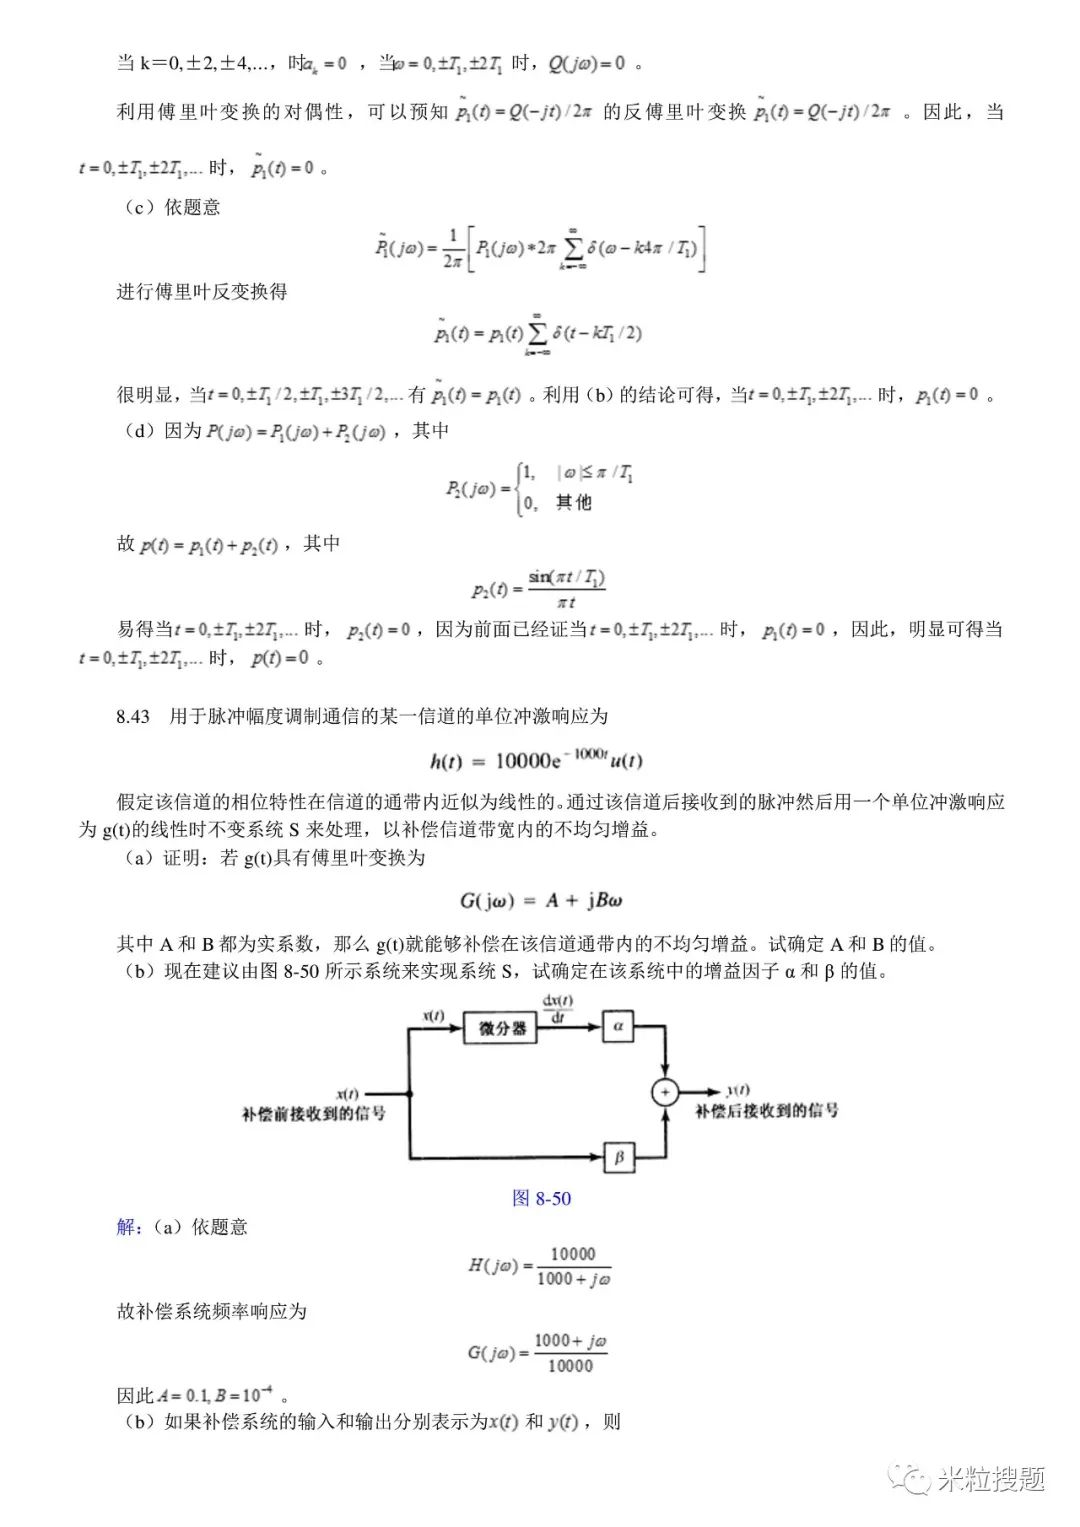 当 k＝0,±2,±4,...，时a_k = 0 ，当ω = 0,±T₁,±2T₁ 时，Q(jω) = 0 。
利用傅里叶变换的对偶性，可以预知 p̃₁(t) = Q(−jt)/2π 的反傅里叶变换 p̃₁(t) = Q(−jt)/2π 。因此，当
t = 0,±T₁,±2T₁,... 时， p̃₁(t) = 0 。
（c）依题意
P̃₁(jω) = 1/2π [P₁(jω)*2π ∑_{k=−∞}^{∞} δ(ω − k4π/T₁)]
进行傅里叶反变换得
p̃₁(t) = p₁(t) ∑_{k=−∞}^{∞} δ(t − kT₁/2)
很明显，当t = 0,±T₁/2,±T₁,±3T₁/2,... 有 p̃₁(t) = p₁(t) 。利用（b）的结论可得，当t = 0,±T₁,±2T₁,... 时，p₁(t) = 0 。
（d）因为 P(jω) = P₁(jω) + P₂(jω) ，其中
P₂(jω) = {1, |ω|≤ π/T₁
0, 其他
故 p(t) = p₁(t) + p₂(t) ，其中
p₂(t) = sin(πt/T₁)/πt
易得当t = 0,±T₁,±2T₁,... 时， p₂(t) = 0 ，因为前面已经证当t = 0,±T₁,±2T₁,... 时， p₁(t) = 0 ，因此，明显可得当
t = 0,±T₁,±2T₁,... 时， p(t) = 0 。
8.43 用于脉冲幅度调制通信的某一信道的单位冲激响应为
h(t) = 10000e^{−1000t}u(t)
假定该信道的相位特性在信道的通带内近似为线性的。通过该信道后接收到的脉冲然后用一个单位冲激响应
为 g(t)的线性时不变系统 S 来处理，以补偿信道带宽内的不均匀增益。
（a）证明：若 g(t)具有傅里叶变换为
G(jω) = A + jBω
其中 A 和 B 都为实系数，那么 g(t)就能够补偿在该信道通带内的不均匀增益。试确定 A 和 B 的值。
（b）现在建议由图 8-50 所示系统来实现系统 S，试确定在该系统中的增益因子 α 和 β 的值。
x(t)
微分器
dx(t)/dt
α
x(t)
补偿前接收到的信号
+
y(t)
补偿后接收到的信号
β
图 8-50
解：（a）依题意
H(jω) = 10000/(1000 + jω)
故补偿系统频率响应为
G(jω) = (1000 + jω)/10000
因此 A = 0.1, B = 10⁻⁴ 。
（b）如果补偿系统的输入和输出分别表示为x(t) 和 y(t) ，则
米粒搜题